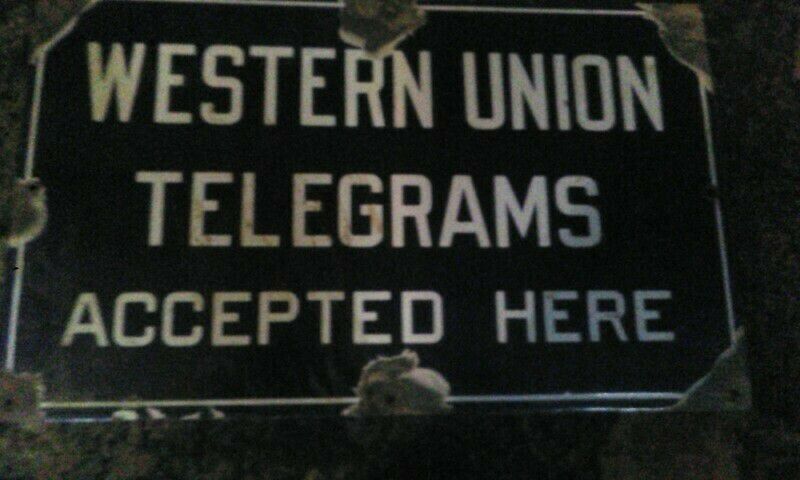 WESTERN UNION
TELEGRAMS
ACCEPTED HERE